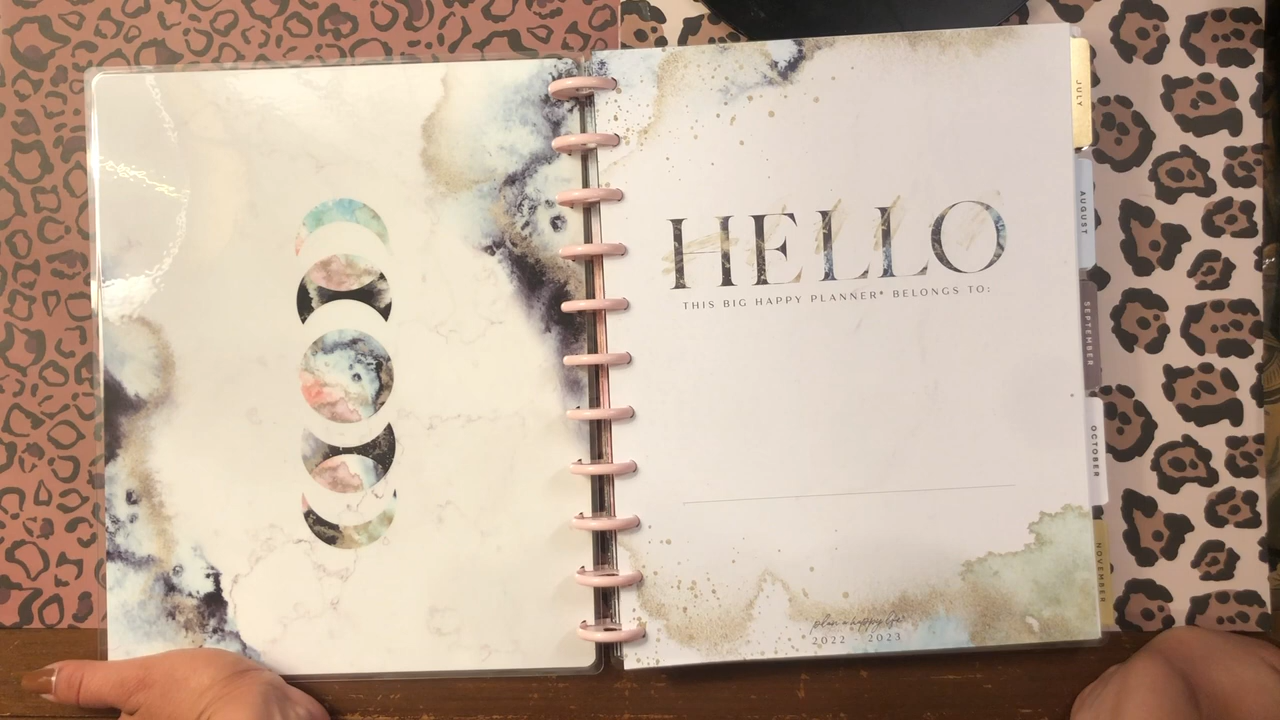 HELLO
THIS BIG HAPPY PLANNER® BELONGS TO:
plan a happy life®
2022 - 2023
JULY
AUGUST
SEPTEMBER
OCTOBER
NOVEMBER